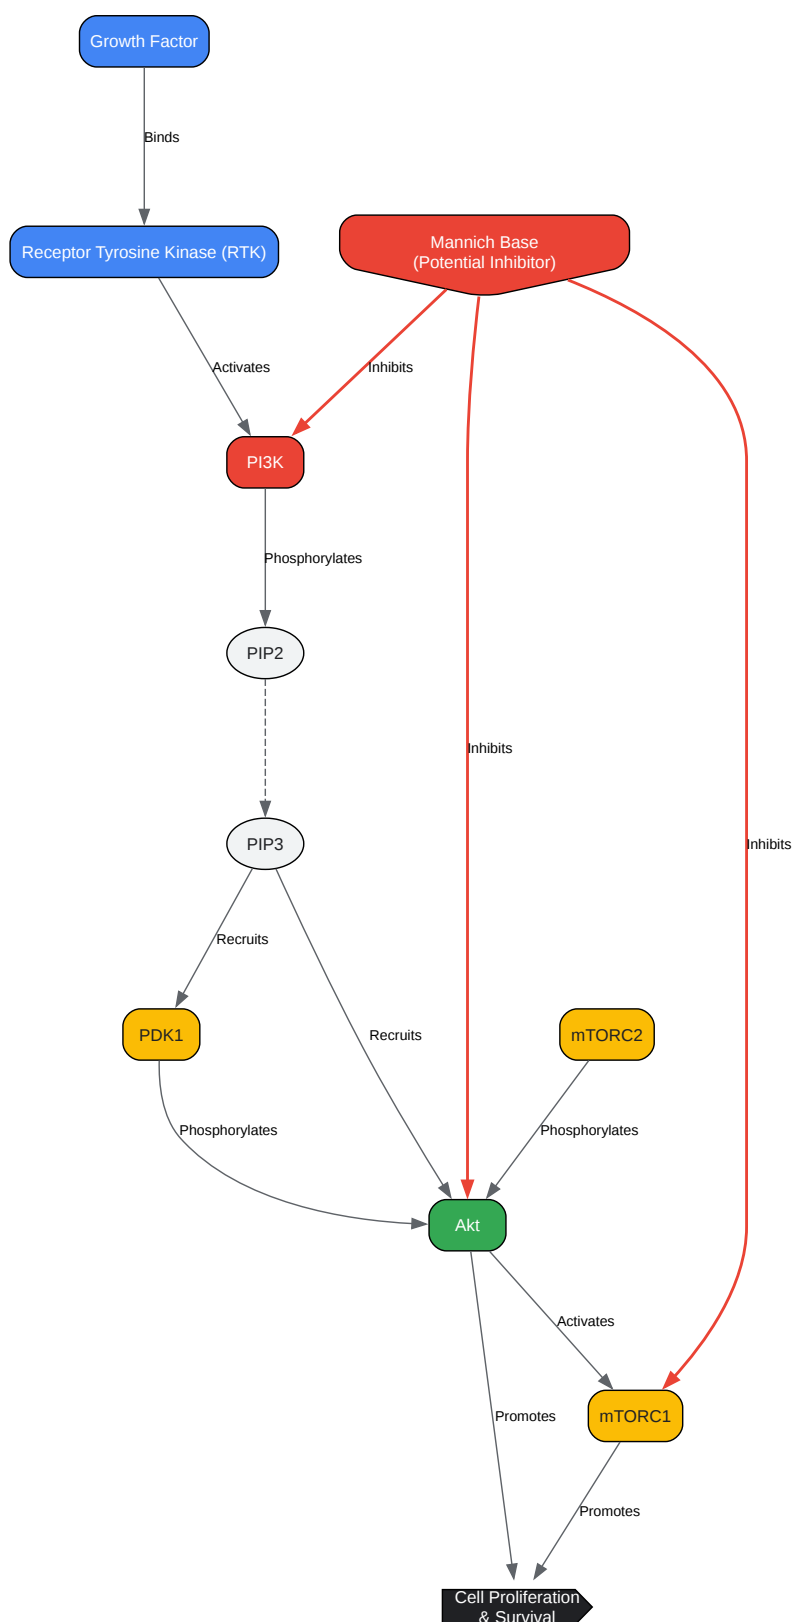 Growth Factor
Binds
Receptor Tyrosine Kinase (RTK)
Mannich Base
(Potential Inhibitor)
Activates
Inhibits
PI3K
Phosphorylates
PIP2
Inhibits
PIP3
Inhibits
Recruits
PDK1
Recruits
mTORC2
Phosphorylates
Phosphorylates
Akt
Activates
Promotes
mTORC1
Promotes
Cell Proliferation
& Survival